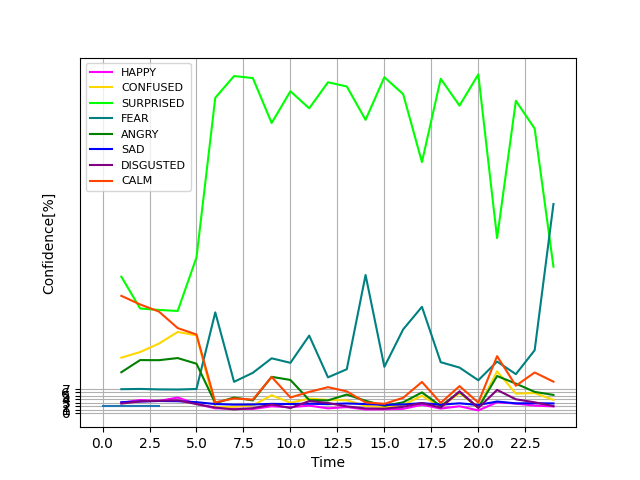 HAPPY
CONFUSED
SURPRISED
FEAR
ANGRY
SAD
DISGUSTED
CALM
Confidence[%]
0.0 2.5 5.0 7.5 10.0 12.5 15.0 17.5 20.0 22.5
Time